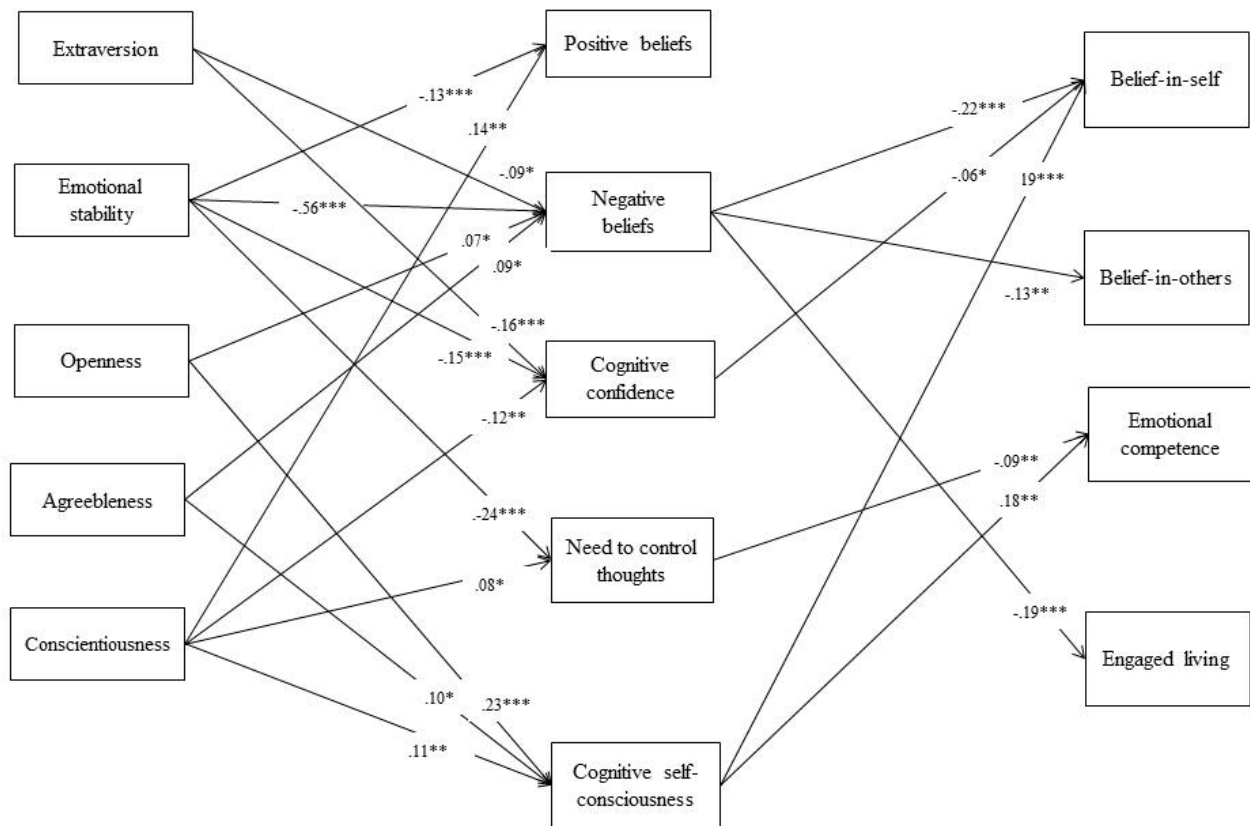 Extraversion
Emotional
stability
Openness
Agreebleness
Conscientiousness
-.13***
.14**
-.09*
-.56***
.07*
.09*
-.16***
-.15***
-.12**
.-24***
.08*
.10*
.23***
.11**
Positive beliefs
Negative
beliefs
Cognitive
confidence
Need to control
thoughts
Cognitive self-
consciousness
-.22***
-.06*
19***
-.13**
-.09**
.18**
-.19***
Belief-in-self
Belief-in-others
Emotional
competence
Engaged living